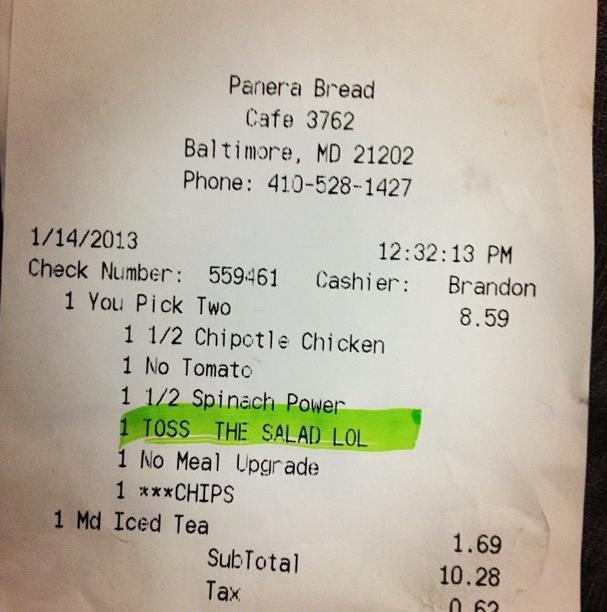 Panera Bread
Cafe 3762
Baltimore, MD 21202
Phone: 410-528-1427
1/14/2013 12:32:13 PM
Check Number: 559461 Cashier: Brandon
1 You Pick Two 8.59
1 1/2 Chipotle Chicken
1 No Tomato
1 1/2 Spinach Power
1 TOSS THE SALAD LOL
1 No Meal Upgrade
1 ***CHIPS
1 Md Iced Tea 1.69
SubTotal 10.28
Tax 0.62